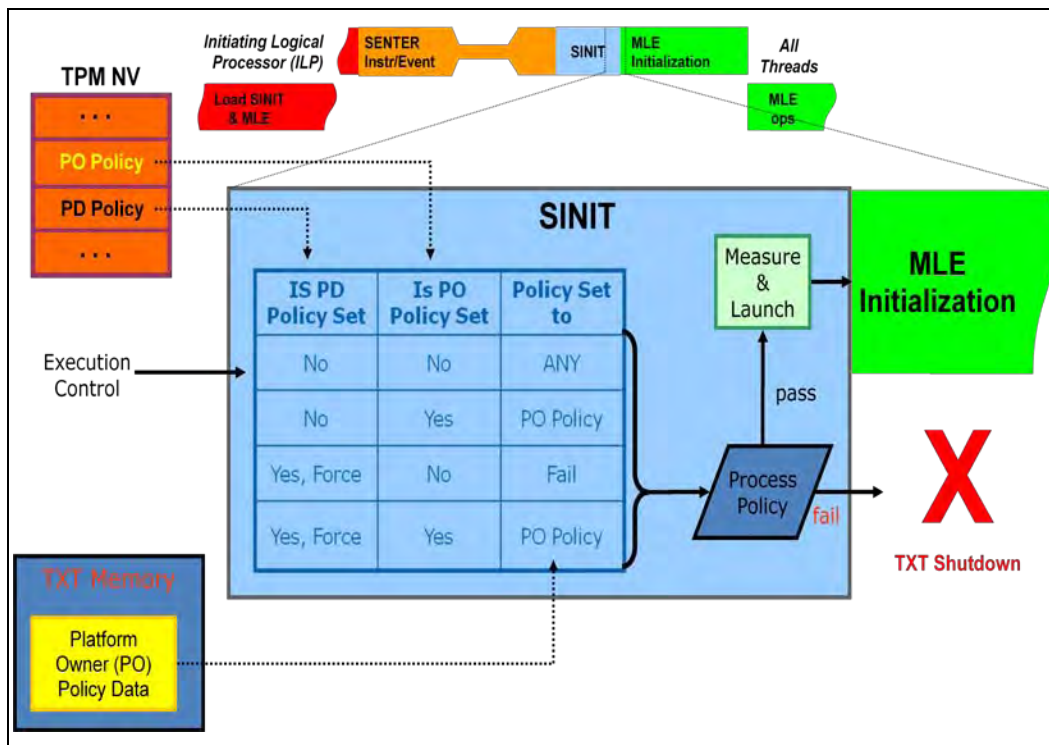 Initiating Logical
Processor (ILP)
SENTER
Instr/Event
SINIT
MLE
Initialization
All
Threads
Load SINIT
& MLE
MLE
ops
TPM NV
...
PO Policy
PD Policy
...
SINIT
IS PD
Policy Set
Is PO
Policy Set
Policy Set
to
No
No
ANY
No
Yes
PO Policy
Yes, Force
No
Fail
Yes, Force
Yes
PO Policy
Execution
Control
Measure
&
Launch
MLE
Initialization
pass
Process
Policy
fail
X
TXT Shutdown
TXT Memory
Platform
Owner (PO)
Policy Data